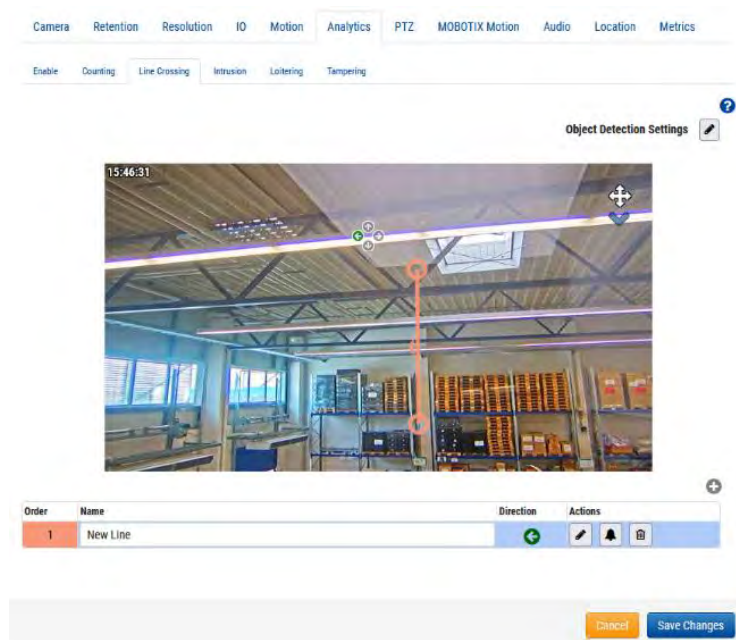 Camera Retention Resolution IO Motion Analytics PTZ MOBOTIX Motion Audio Location Metrics
Enable Counting Line Crossing Intrusion Loitering Tampering
Object Detection Settings
15:46:31
Order Name Direction Actions
1 New Line
Cancel Save Changes